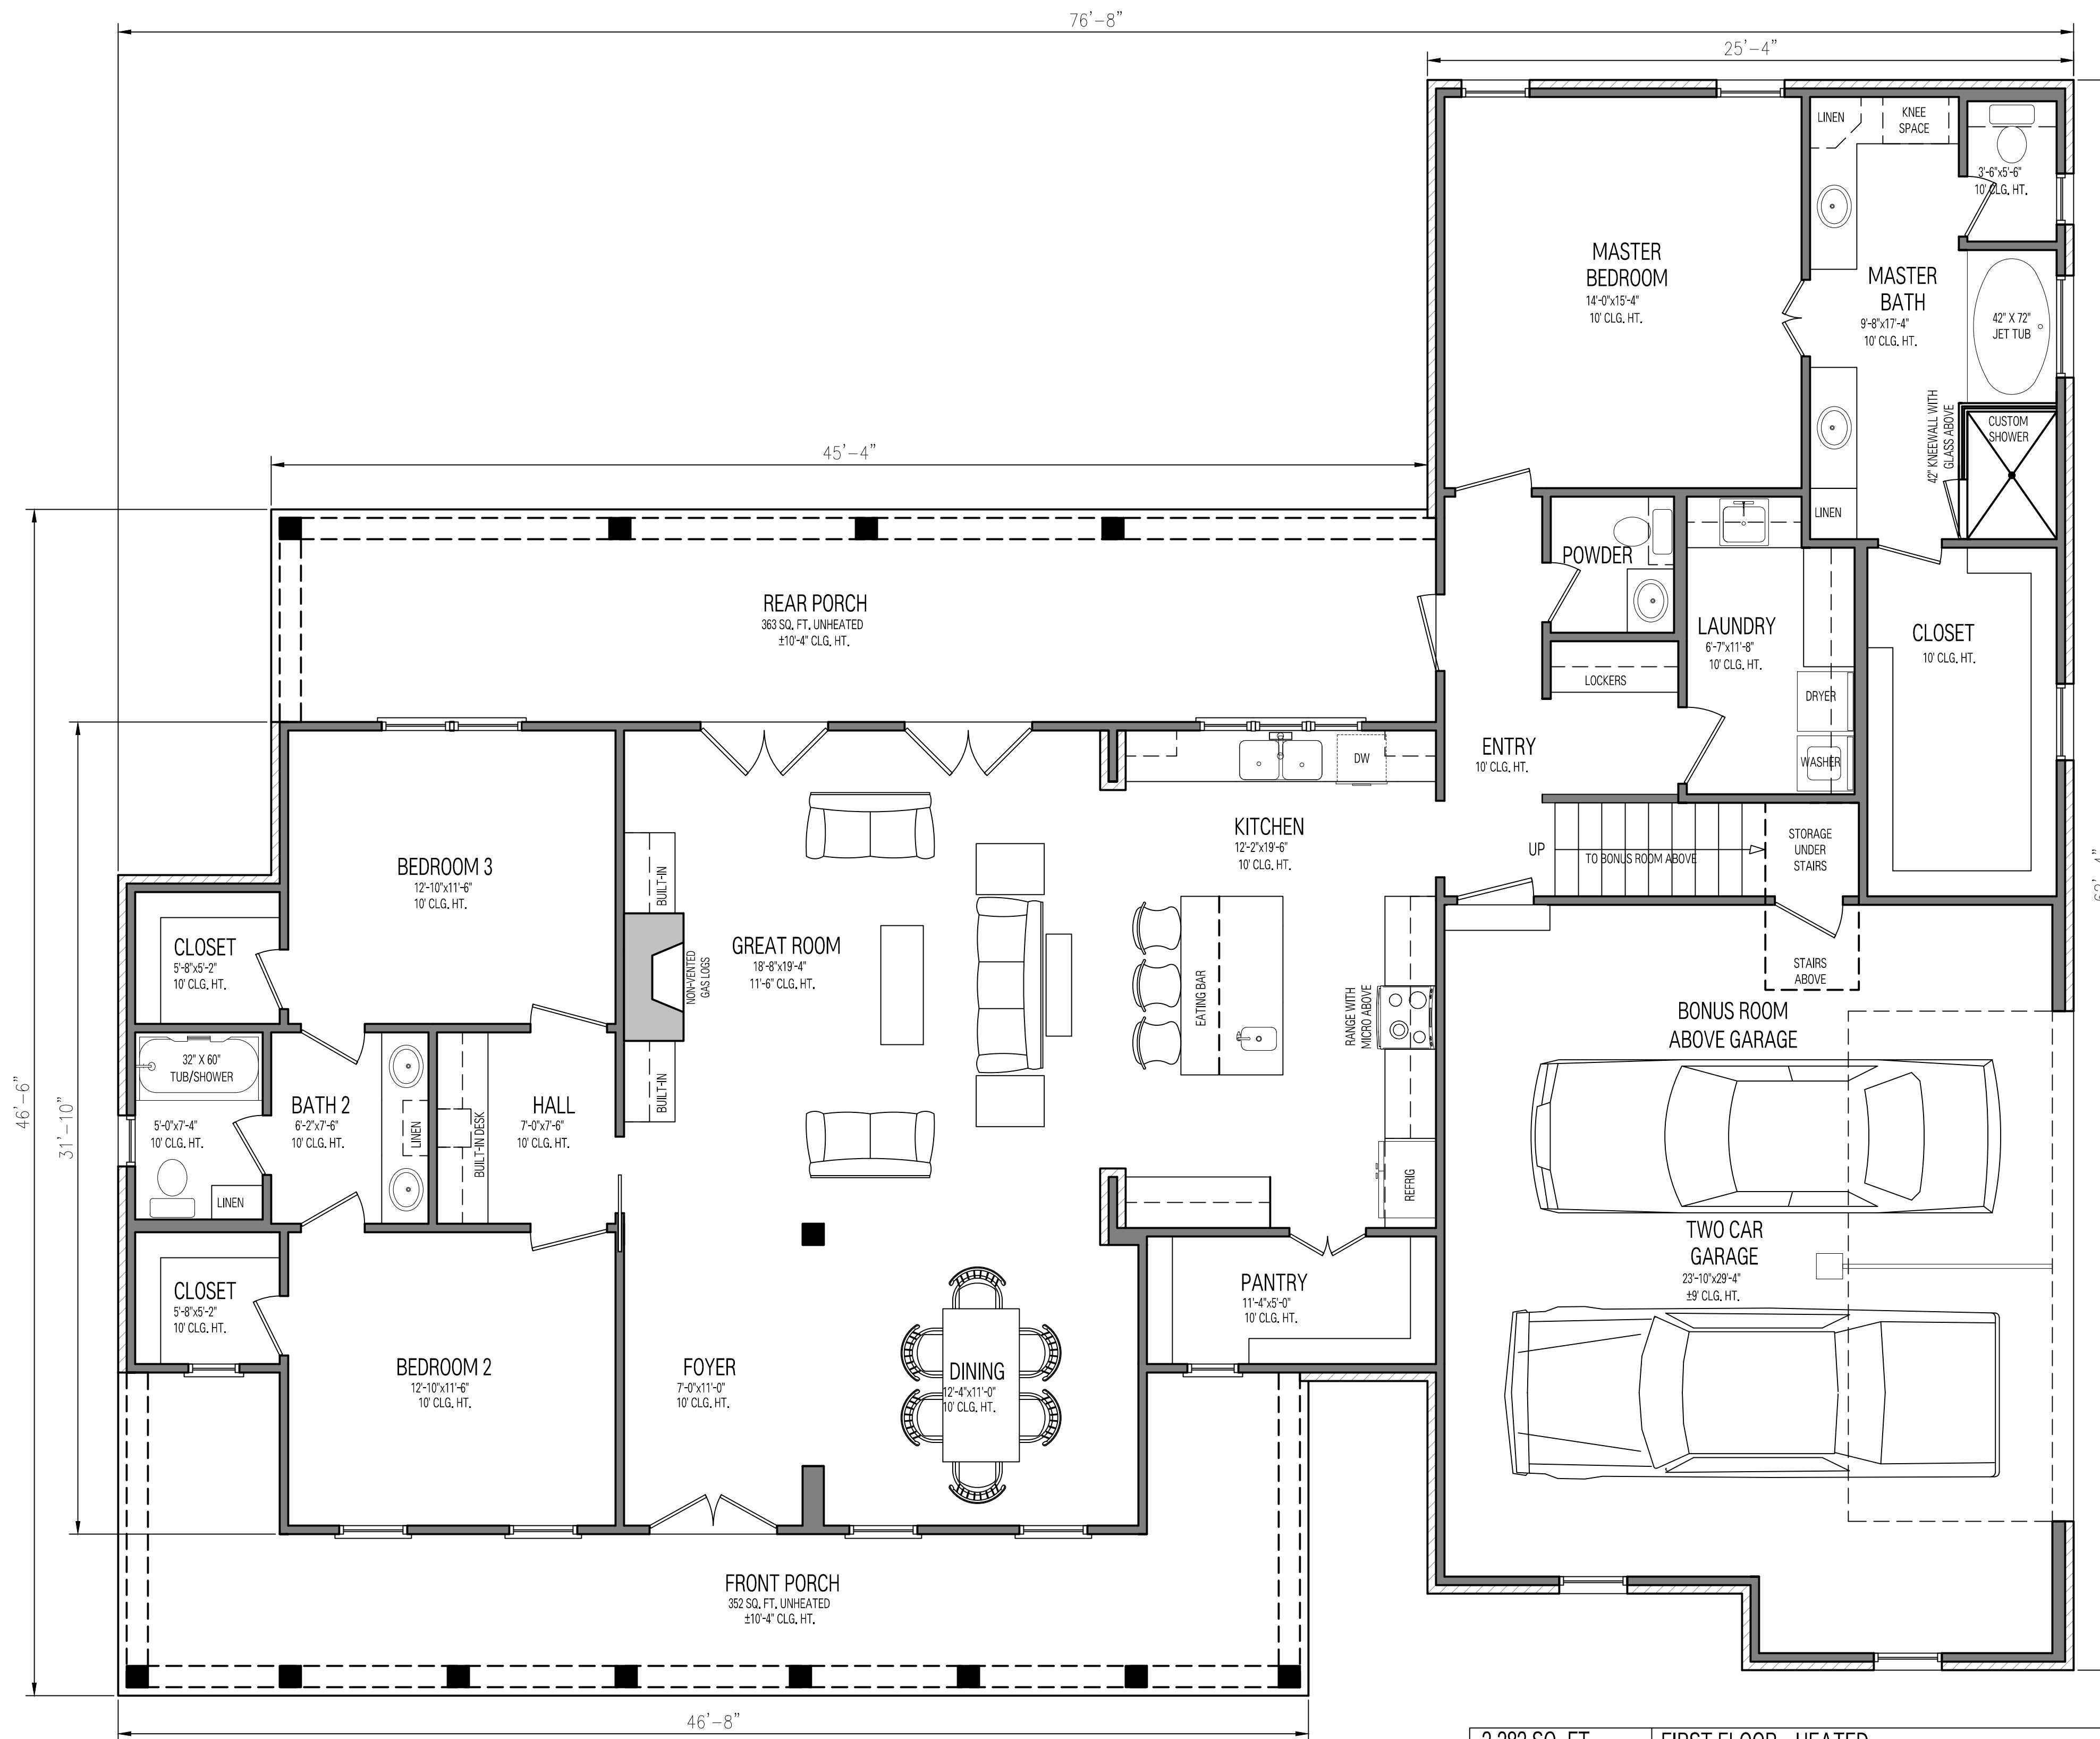 76'-8"
25'-4"
LINEN
KNEE
SPACE
3'-6"x5'-6"
10' CLG. HT.
MASTER
BEDROOM
14'-0"x15'-4"
10' CLG. HT.
MASTER
BATH
9'-8"x17'-4"
10' CLG. HT.
42" X 72"
JET TUB
42" KNEEWALL WITH
GLASS ABOVE
CUSTOM
SHOWER
LINEN
45'-4"
POWDER
REAR PORCH
363 SQ. FT. UNHEATED
±10'-4" CLG. HT.
LAUNDRY
6'-7"x11'-8"
10' CLG. HT.
CLOSET
10' CLG. HT.
LOCKERS
DRYER
WASHER
ENTRY
10' CLG. HT.
DW
KITCHEN
12'-2"x19'-6"
10' CLG. HT.
UP
TO BONUS ROOM ABOVE
STORAGE
UNDER
STAIRS
BEDROOM 3
12'-10"x11'-6"
10' CLG. HT.
BUILT-IN
CLOSET
5'-8"x5'-2"
10' CLG. HT.
GREAT ROOM
18'-8"x19'-4"
11'-6" CLG. HT.
NON-VENTED
GAS LOGS
EATING BAR
RANGE WITH
MICRO ABOVE
STAIRS
ABOVE
BONUS ROOM
ABOVE GARAGE
46'-6"
31'-10"
32" X 60"
TUB/SHOWER
BATH 2
6'-2"x7'-6"
10' CLG. HT.
5'-0"x7'-4"
10' CLG. HT.
LINEN
LINEN
BUILT-IN DESK
HALL
7'-0"x7'-6"
10' CLG. HT.
BUILT-IN
REFRIG
TWO CAR
GARAGE
23'-10"x29'-4"
±9' CLG. HT.
CLOSET
5'-8"x5'-2"
10' CLG. HT.
PANTRY
11'-4"x5'-0"
10' CLG. HT.
BEDROOM 2
12'-10"x11'-6"
10' CLG. HT.
FOYER
7'-0"x11'-0"
10' CLG. HT.
DINING
12'-4"x11'-0"
10' CLG. HT.
FRONT PORCH
352 SQ. FT. UNHEATED
±10'-4" CLG. HT.
46'-8"
FIRST FLOOR - HEATED